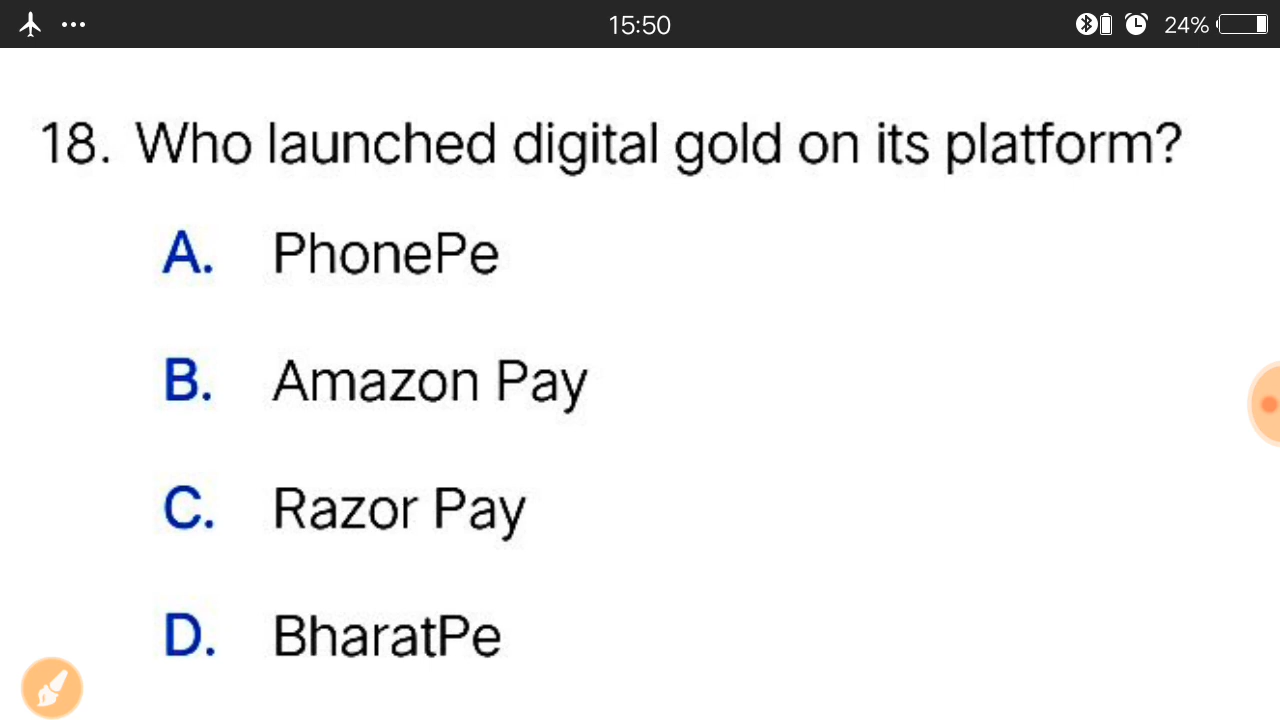 15:50
24%
18. Who launched digital gold on its platform?
A. PhonePe
B. Amazon Pay
C. Razor Pay
D. BharatPe